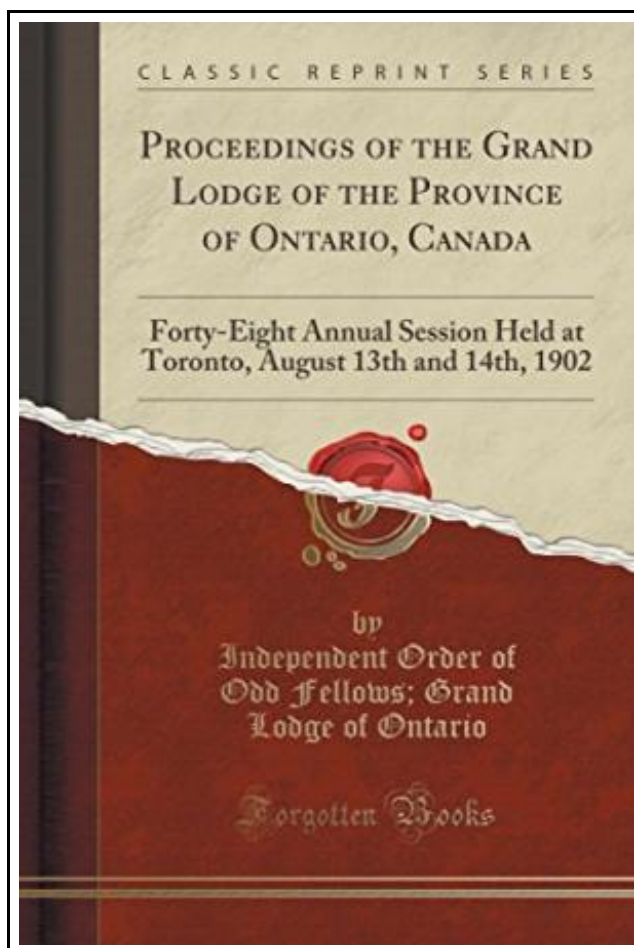 CLASSIC REPRINT SERIES
PROCEEDINGS OF THE GRAND
LODGE OF THE PROVINCE
OF ONTARIO, CANADA
Forty-Eight Annual Session Held at
Toronto, August 13th and 14th, 1902
by
Independent Order of
Odd Fellows; Grand
Lodge of Ontario
Forgotten Books